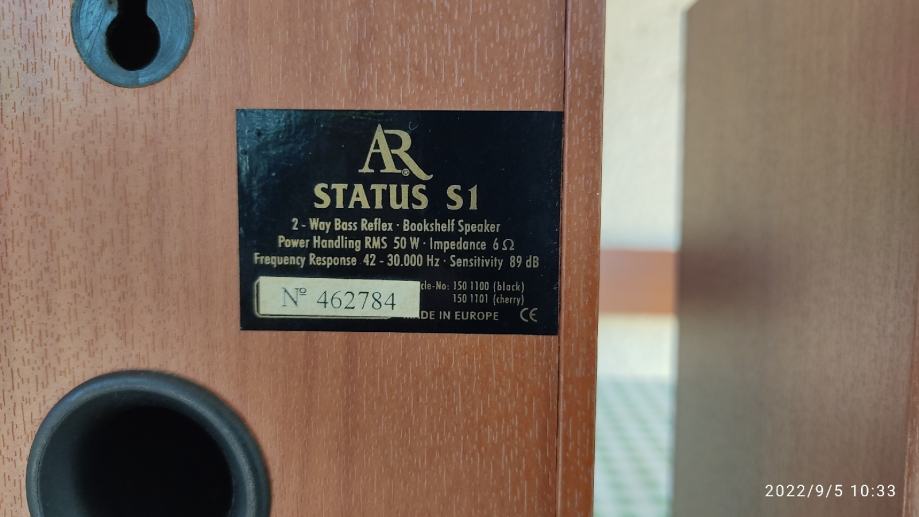 AR®
STATUS S1
2 - Way Bass Reflex · Bookshelf Speaker
Power Handling RMS 50 W · Impedance 6 Ω
Frequency Response 42 - 30.000 Hz · Sensitivity 89 dB
cle-No: 150 1100 (black)
150 1101 (cherry)
Nº 462784
DE IN EUROPE CE
2022/9/5 10:33